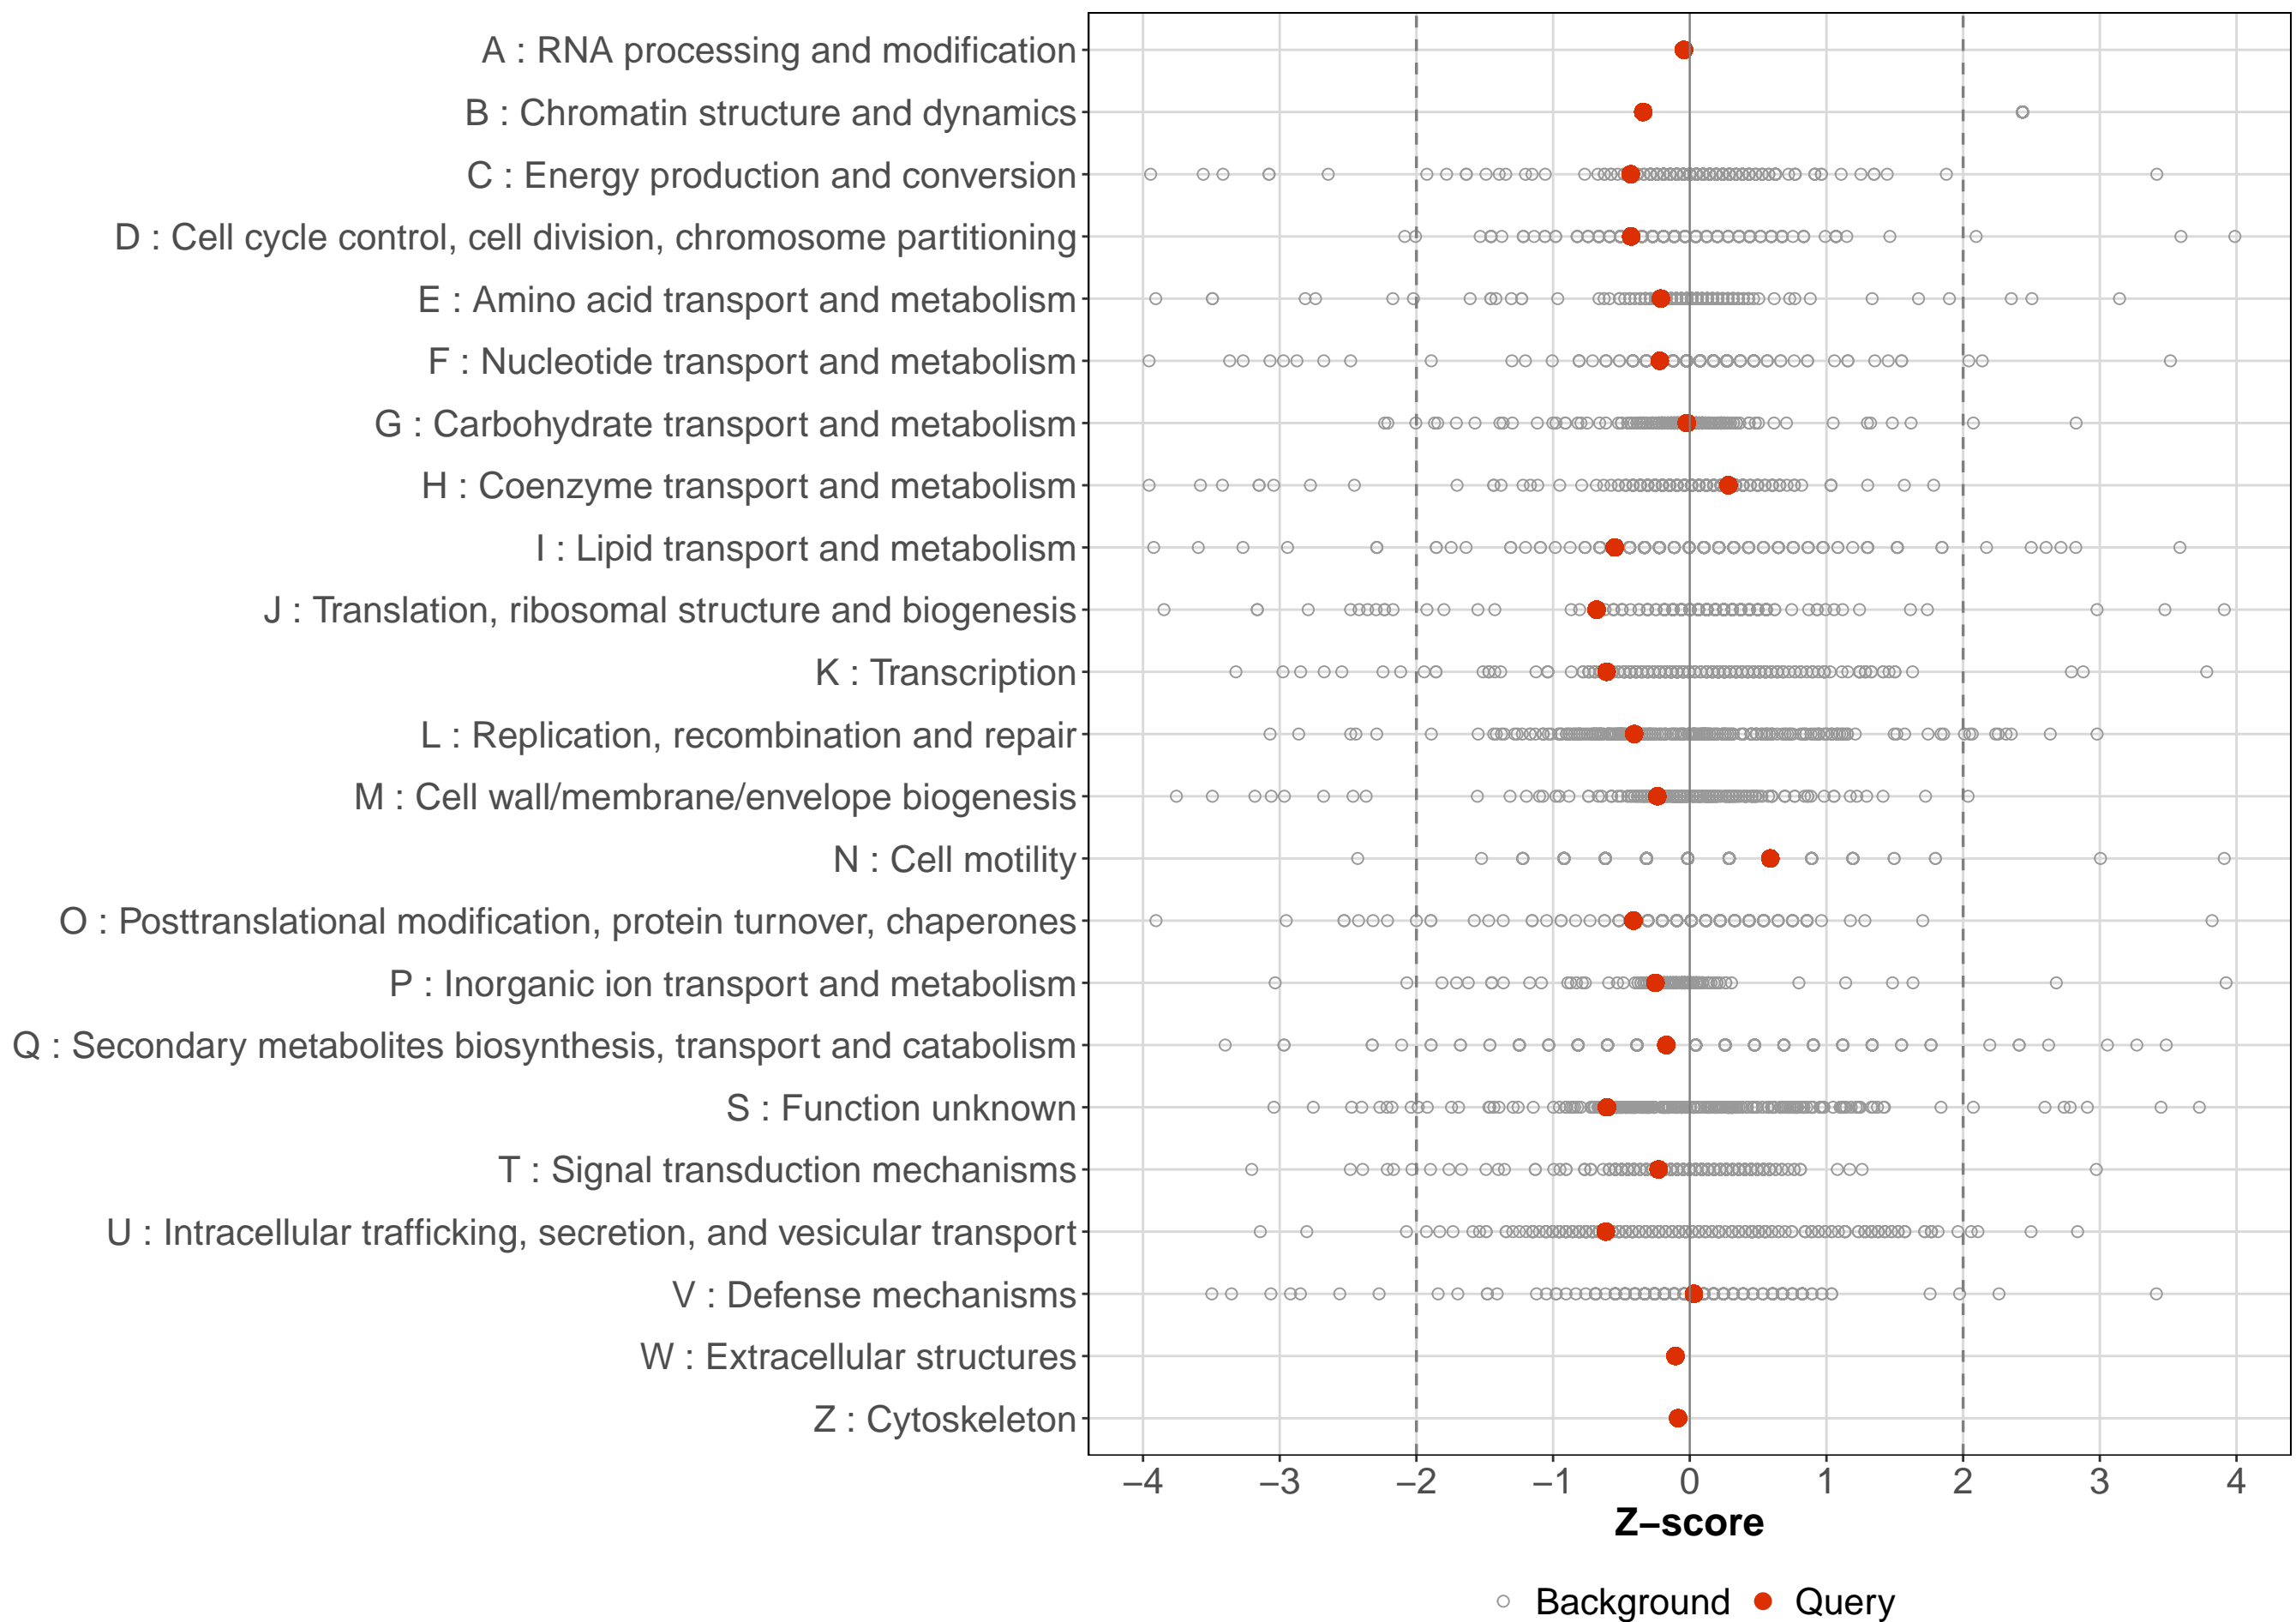 A : RNA processing and modification
B : Chromatin structure and dynamics
C : Energy production and conversion
D : Cell cycle control, cell division, chromosome partitioning
E : Amino acid transport and metabolism
F : Nucleotide transport and metabolism
G : Carbohydrate transport and metabolism
H : Coenzyme transport and metabolism
I : Lipid transport and metabolism
J : Translation, ribosomal structure and biogenesis
K : Transcription
L : Replication, recombination and repair
M : Cell wall/membrane/envelope biogenesis
N : Cell motility
O : Posttranslational modification, protein turnover, chaperones
P : Inorganic ion transport and metabolism
Q : Secondary metabolites biosynthesis, transport and catabolism
S : Function unknown
T : Signal transduction mechanisms
U : Intracellular trafficking, secretion, and vesicular transport
V : Defense mechanisms
W : Extracellular structures
Z : Cytoskeleton
−4 −3 −2 −1 0 1 2 3 4
Z−score
Background Query